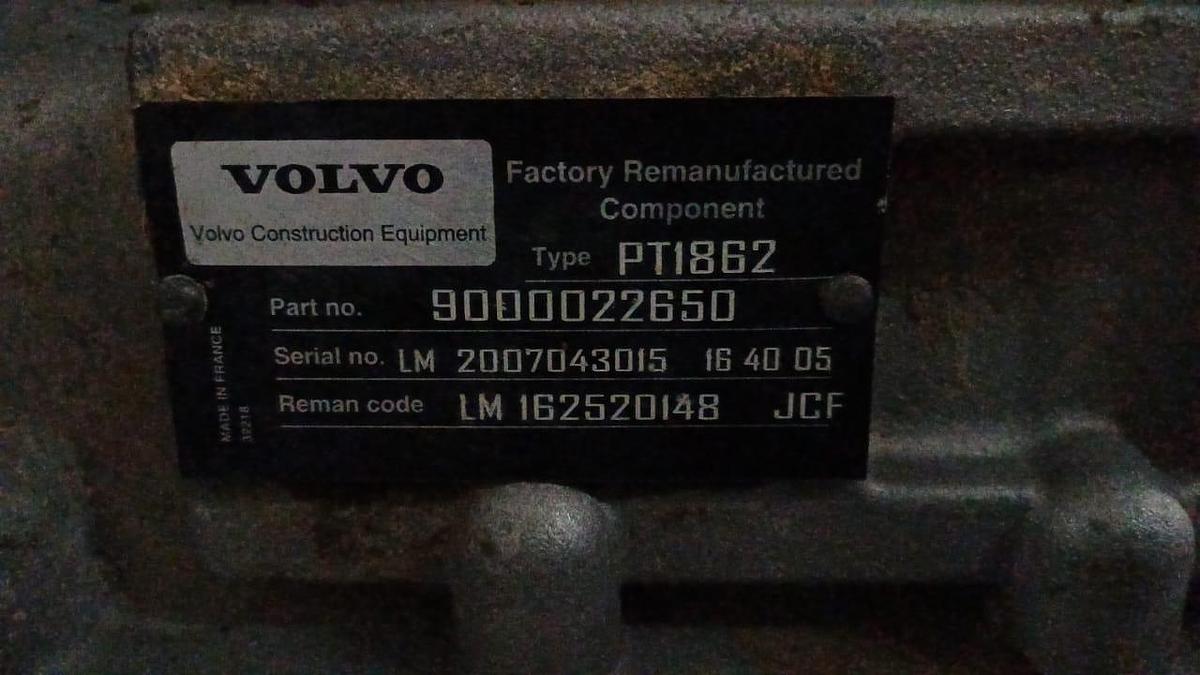 VOLVO
Volvo Construction Equipment
Factory Remanufactured
Component
Type PT1862
Part no. 9000022650
Serial no. LM 2007043015 16 40 05
Reman code LM 162520148 JCF
MADE IN FRANCE